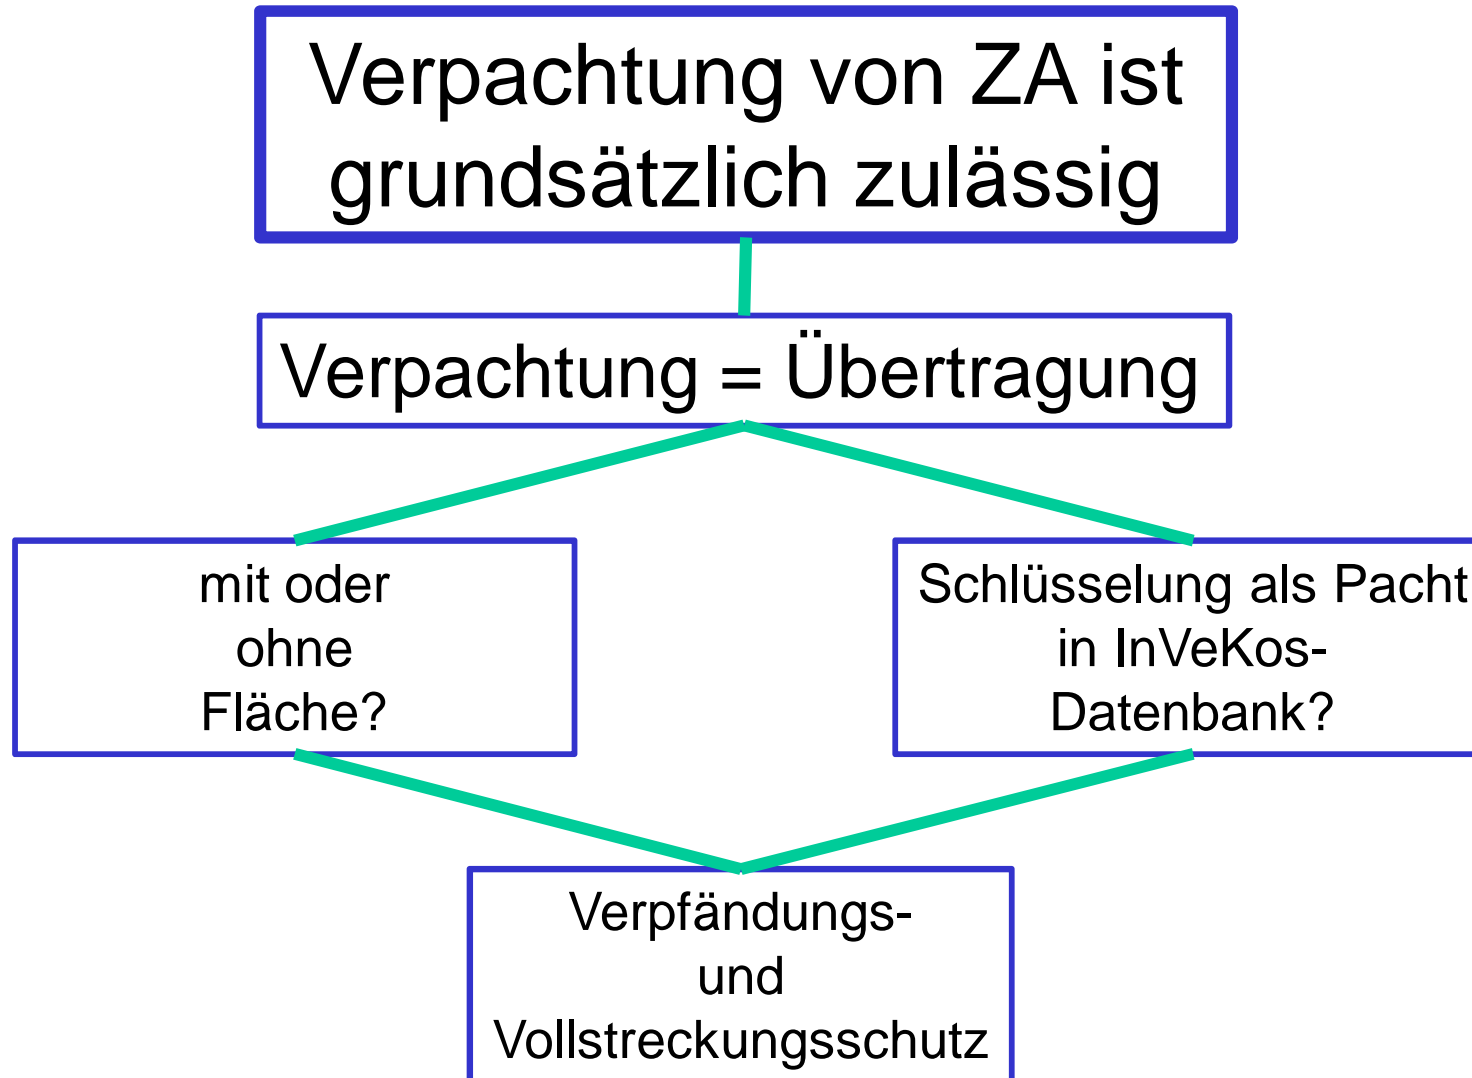 Verpachtung von ZA ist
grundsätzlich zulässig
Verpachtung = Übertragung
mit oder
ohne
Fläche?
Schlüsselung als Pacht
in InVeKos-
Datenbank?
Verpfändungs-
und
Vollstreckungsschutz